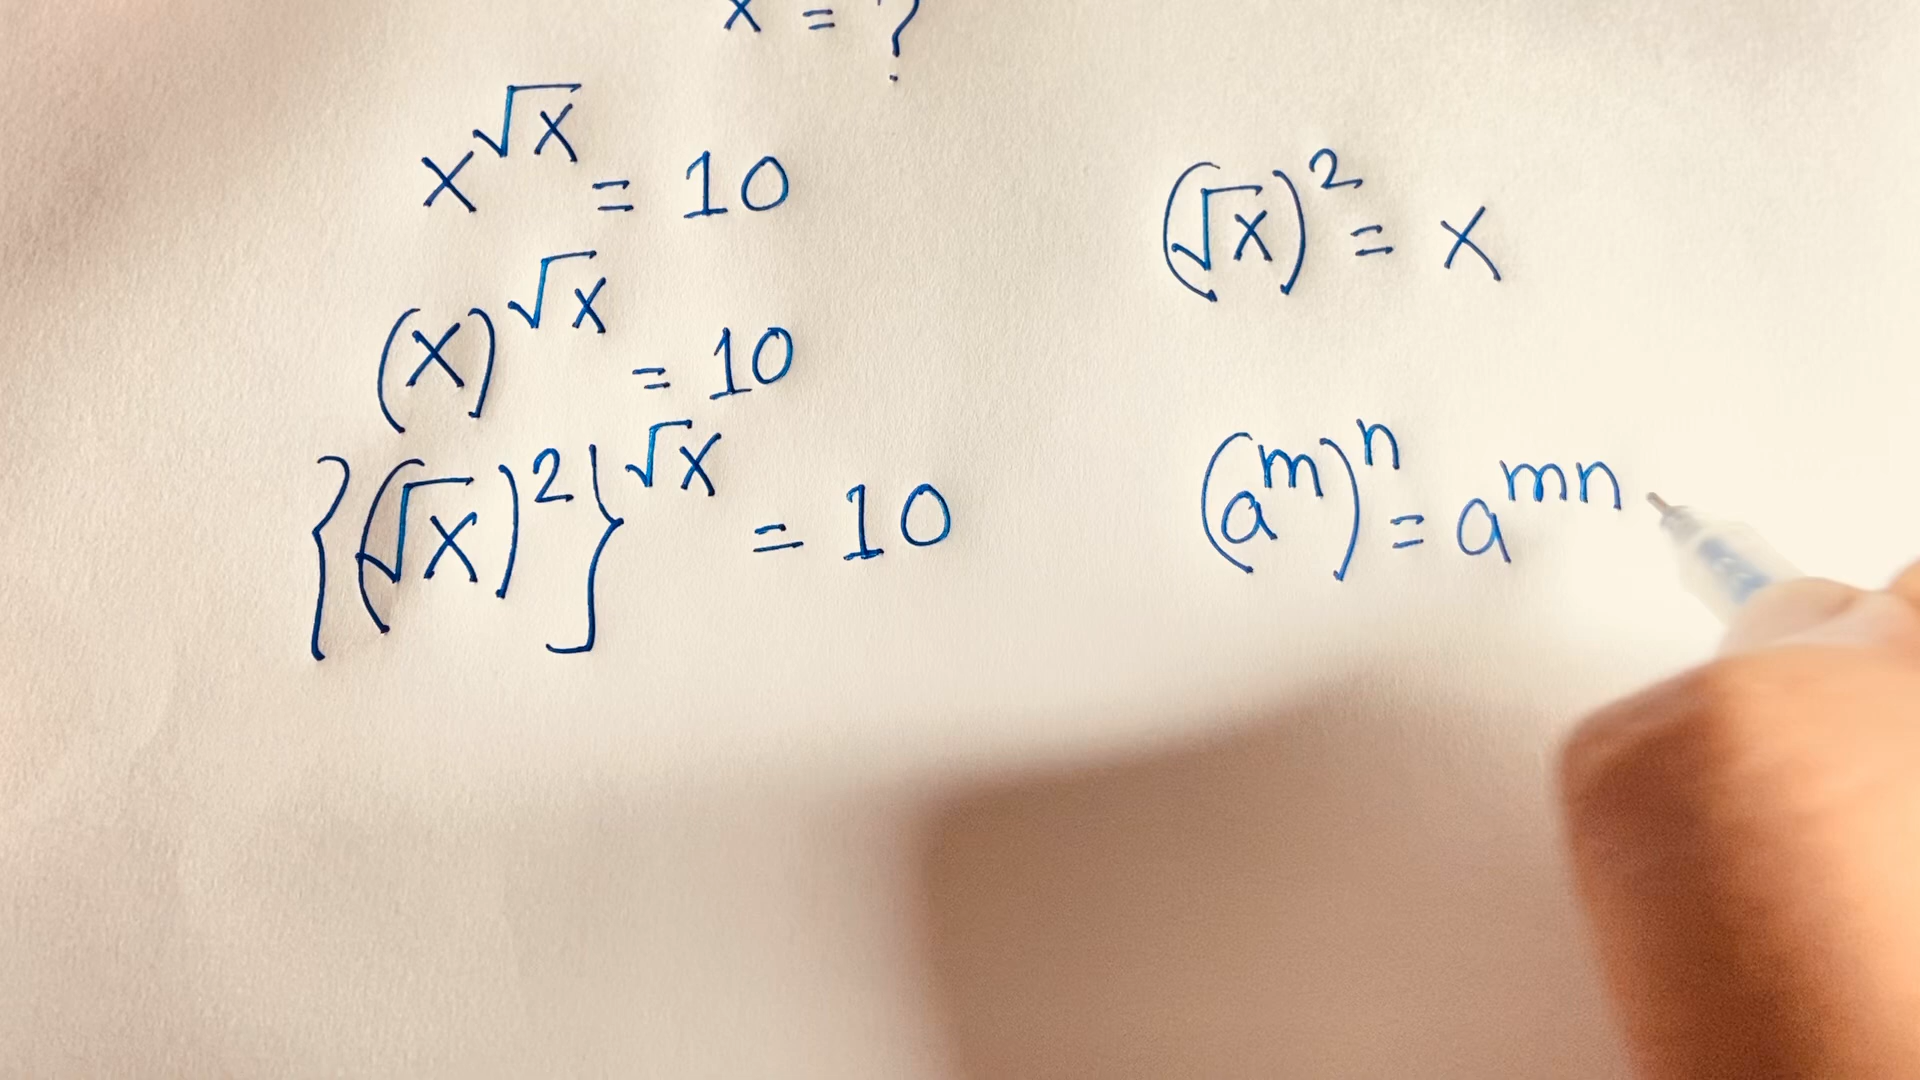 x = ?
x^√x = 10
(x)^√x = 10
{(√x)^2}^√x = 10
(√x)^2 = x
(a^m)^n = a^mn